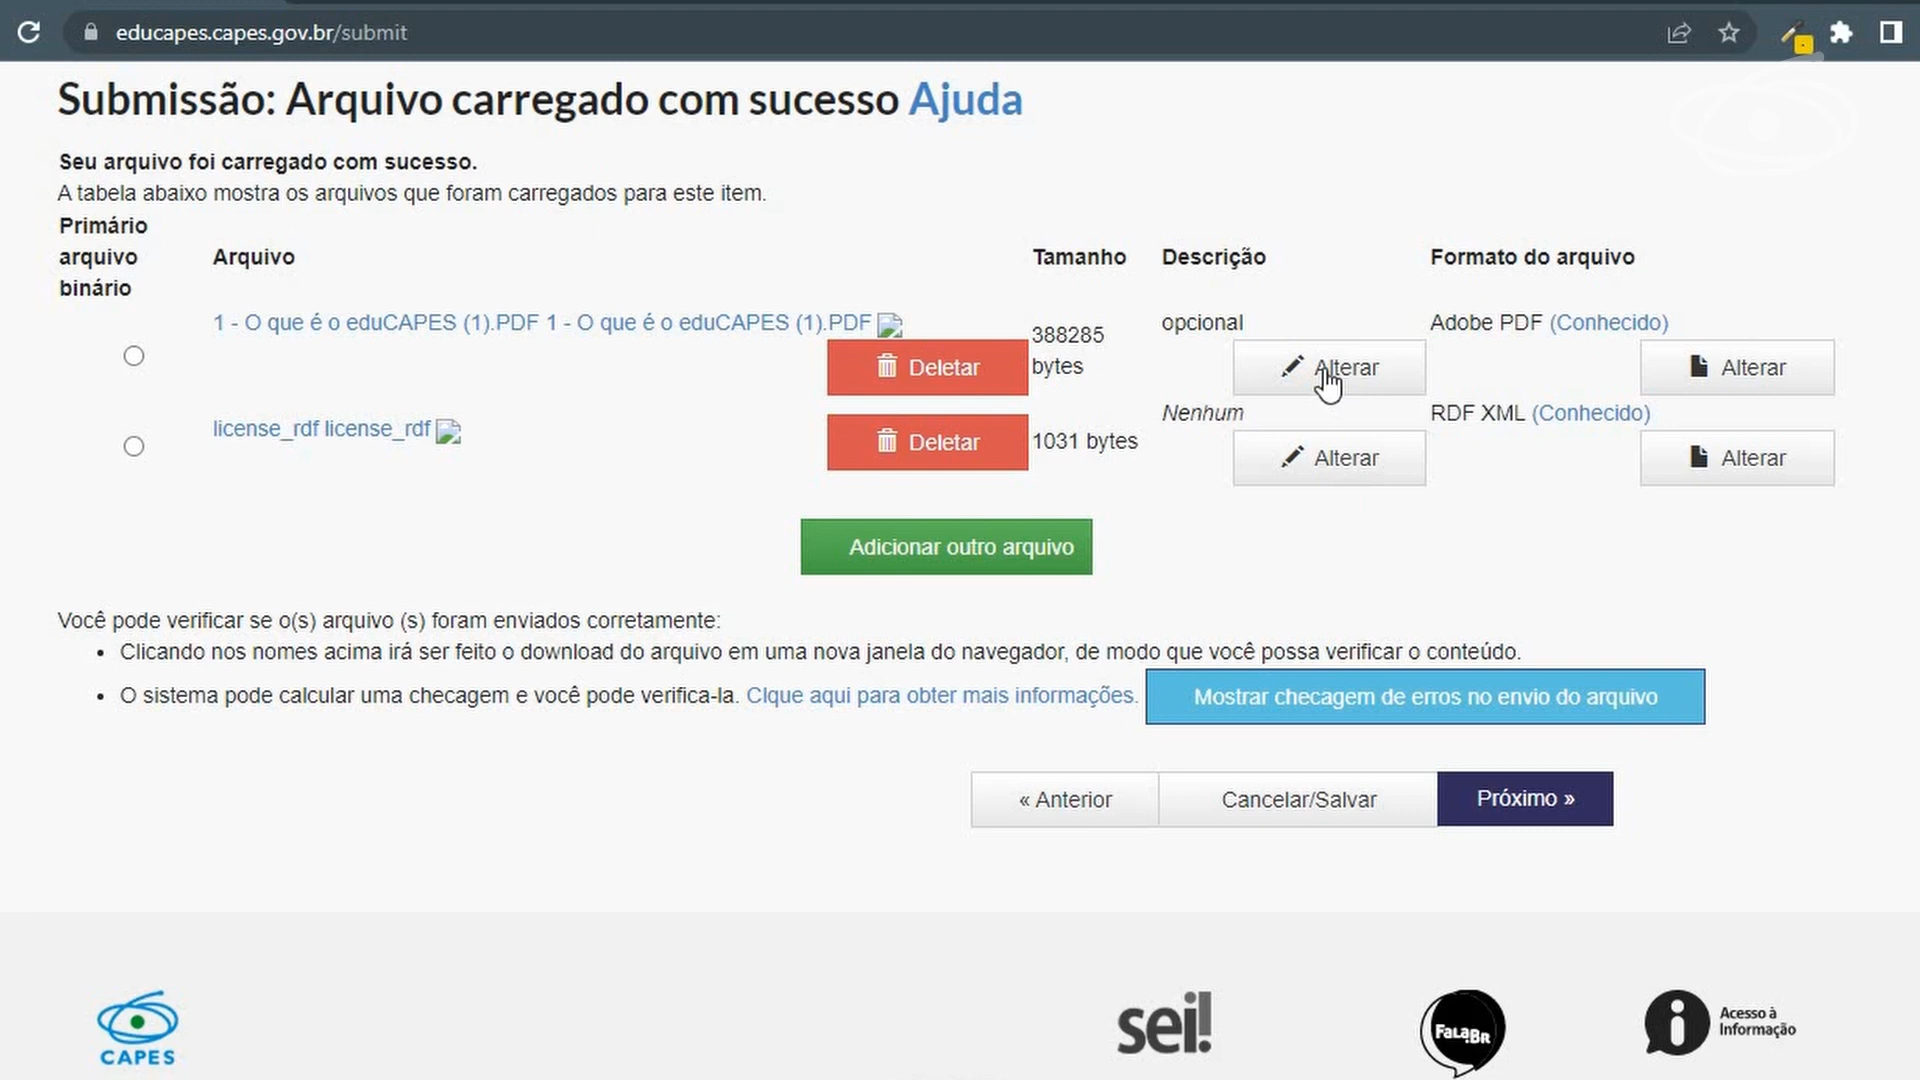 educapes.capes.gov.br/submit
Submissão: Arquivo carregado com sucesso Ajuda
Seu arquivo foi carregado com sucesso.
A tabela abaixo mostra os arquivos que foram carregados para este item.
Primário arquivo binário
Arquivo
Tamanho
Descrição
Formato do arquivo
1 - O que é o eduCAPES (1).PDF 1 - O que é o eduCAPES (1).PDF
Deletar
388285 bytes
opcional
Alterar
Adobe PDF (Conhecido)
Alterar
license_rdf license_rdf
Deletar
1031 bytes
Nenhum
Alterar
RDF XML (Conhecido)
Alterar
Adicionar outro arquivo
Você pode verificar se o(s) arquivo (s) foram enviados corretamente:
• Clicando nos nomes acima irá ser feito o download do arquivo em uma nova janela do navegador, de modo que você possa verificar o conteúdo.
• O sistema pode calcular uma checagem e você pode verifica-la. Clque aqui para obter mais informações. Mostrar checagem de erros no envio do arquivo
« Anterior
Cancelar/Salvar
Próximo »
CAPES
sei!
FALA.BR
Acesso à
Informação